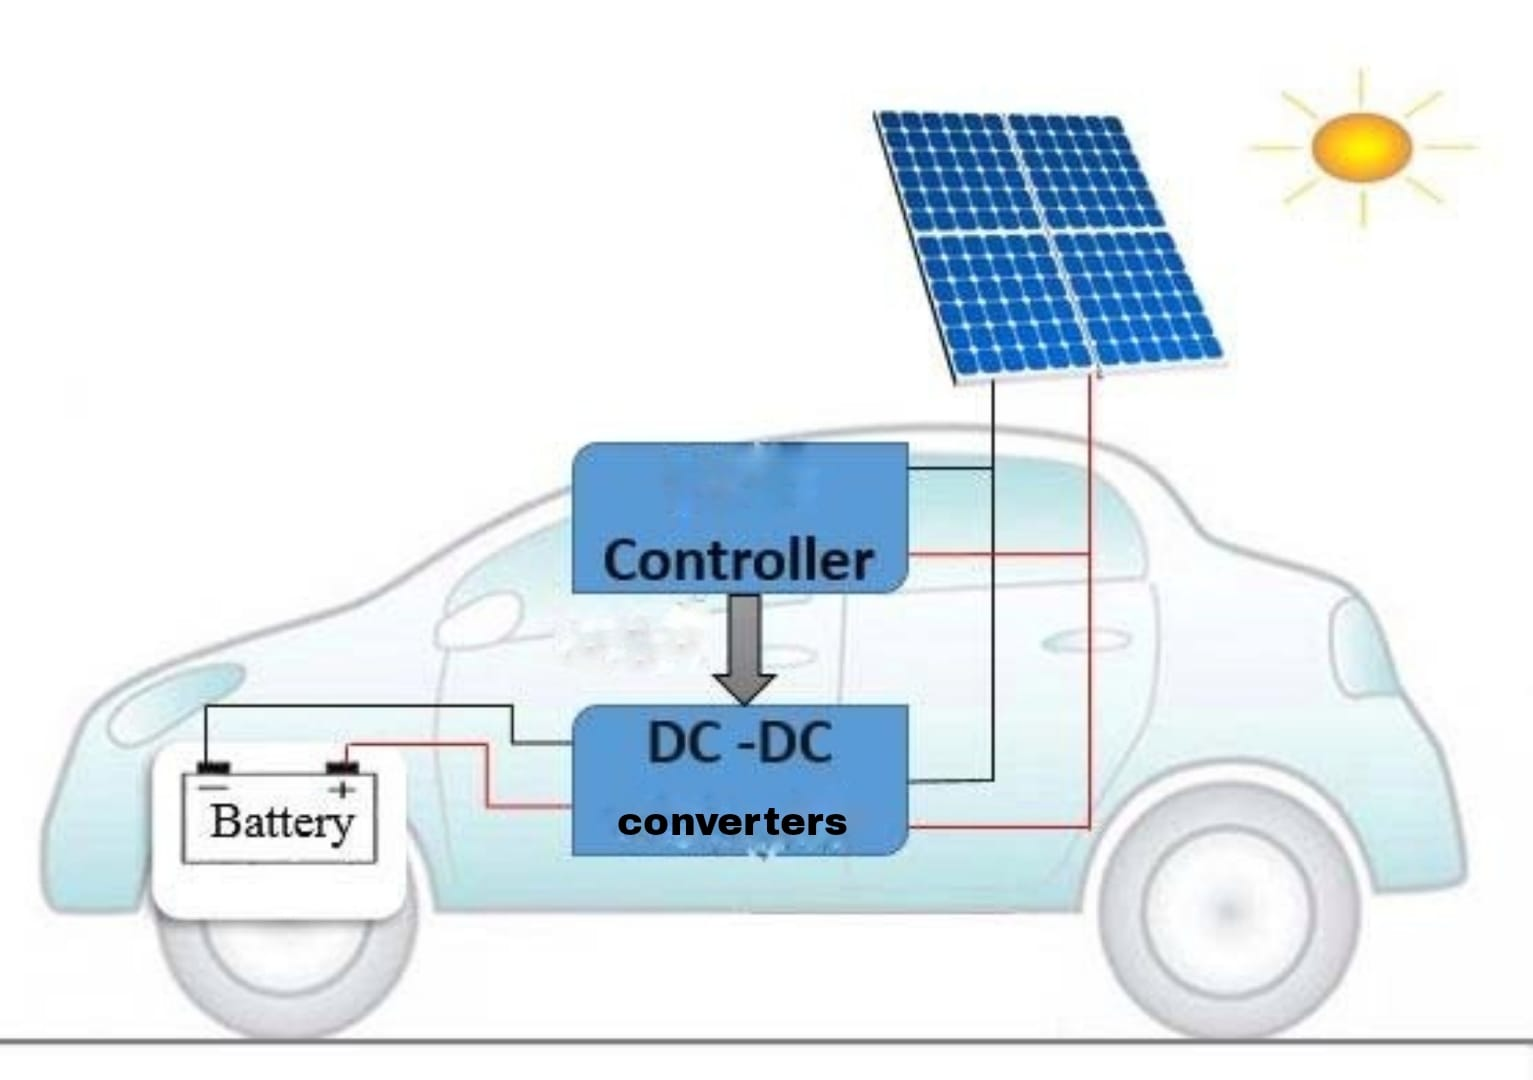 Controller
DC -DC
converters
− +
Battery